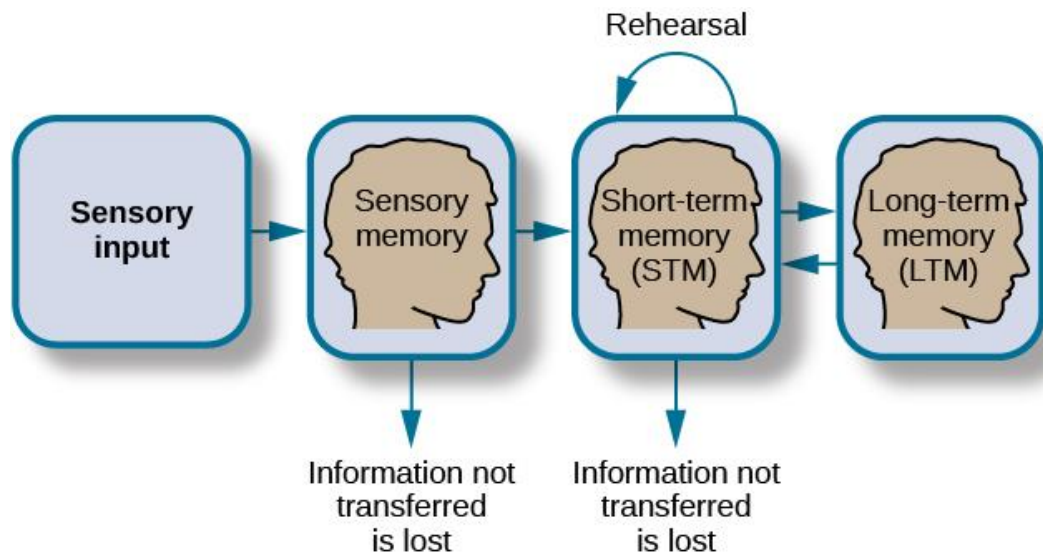 Rehearsal
Sensory
input
Sensory
memory
Short-term
memory
(STM)
Long-term
memory
(LTM)
Information not
transferred
is lost
Information not
transferred
is lost